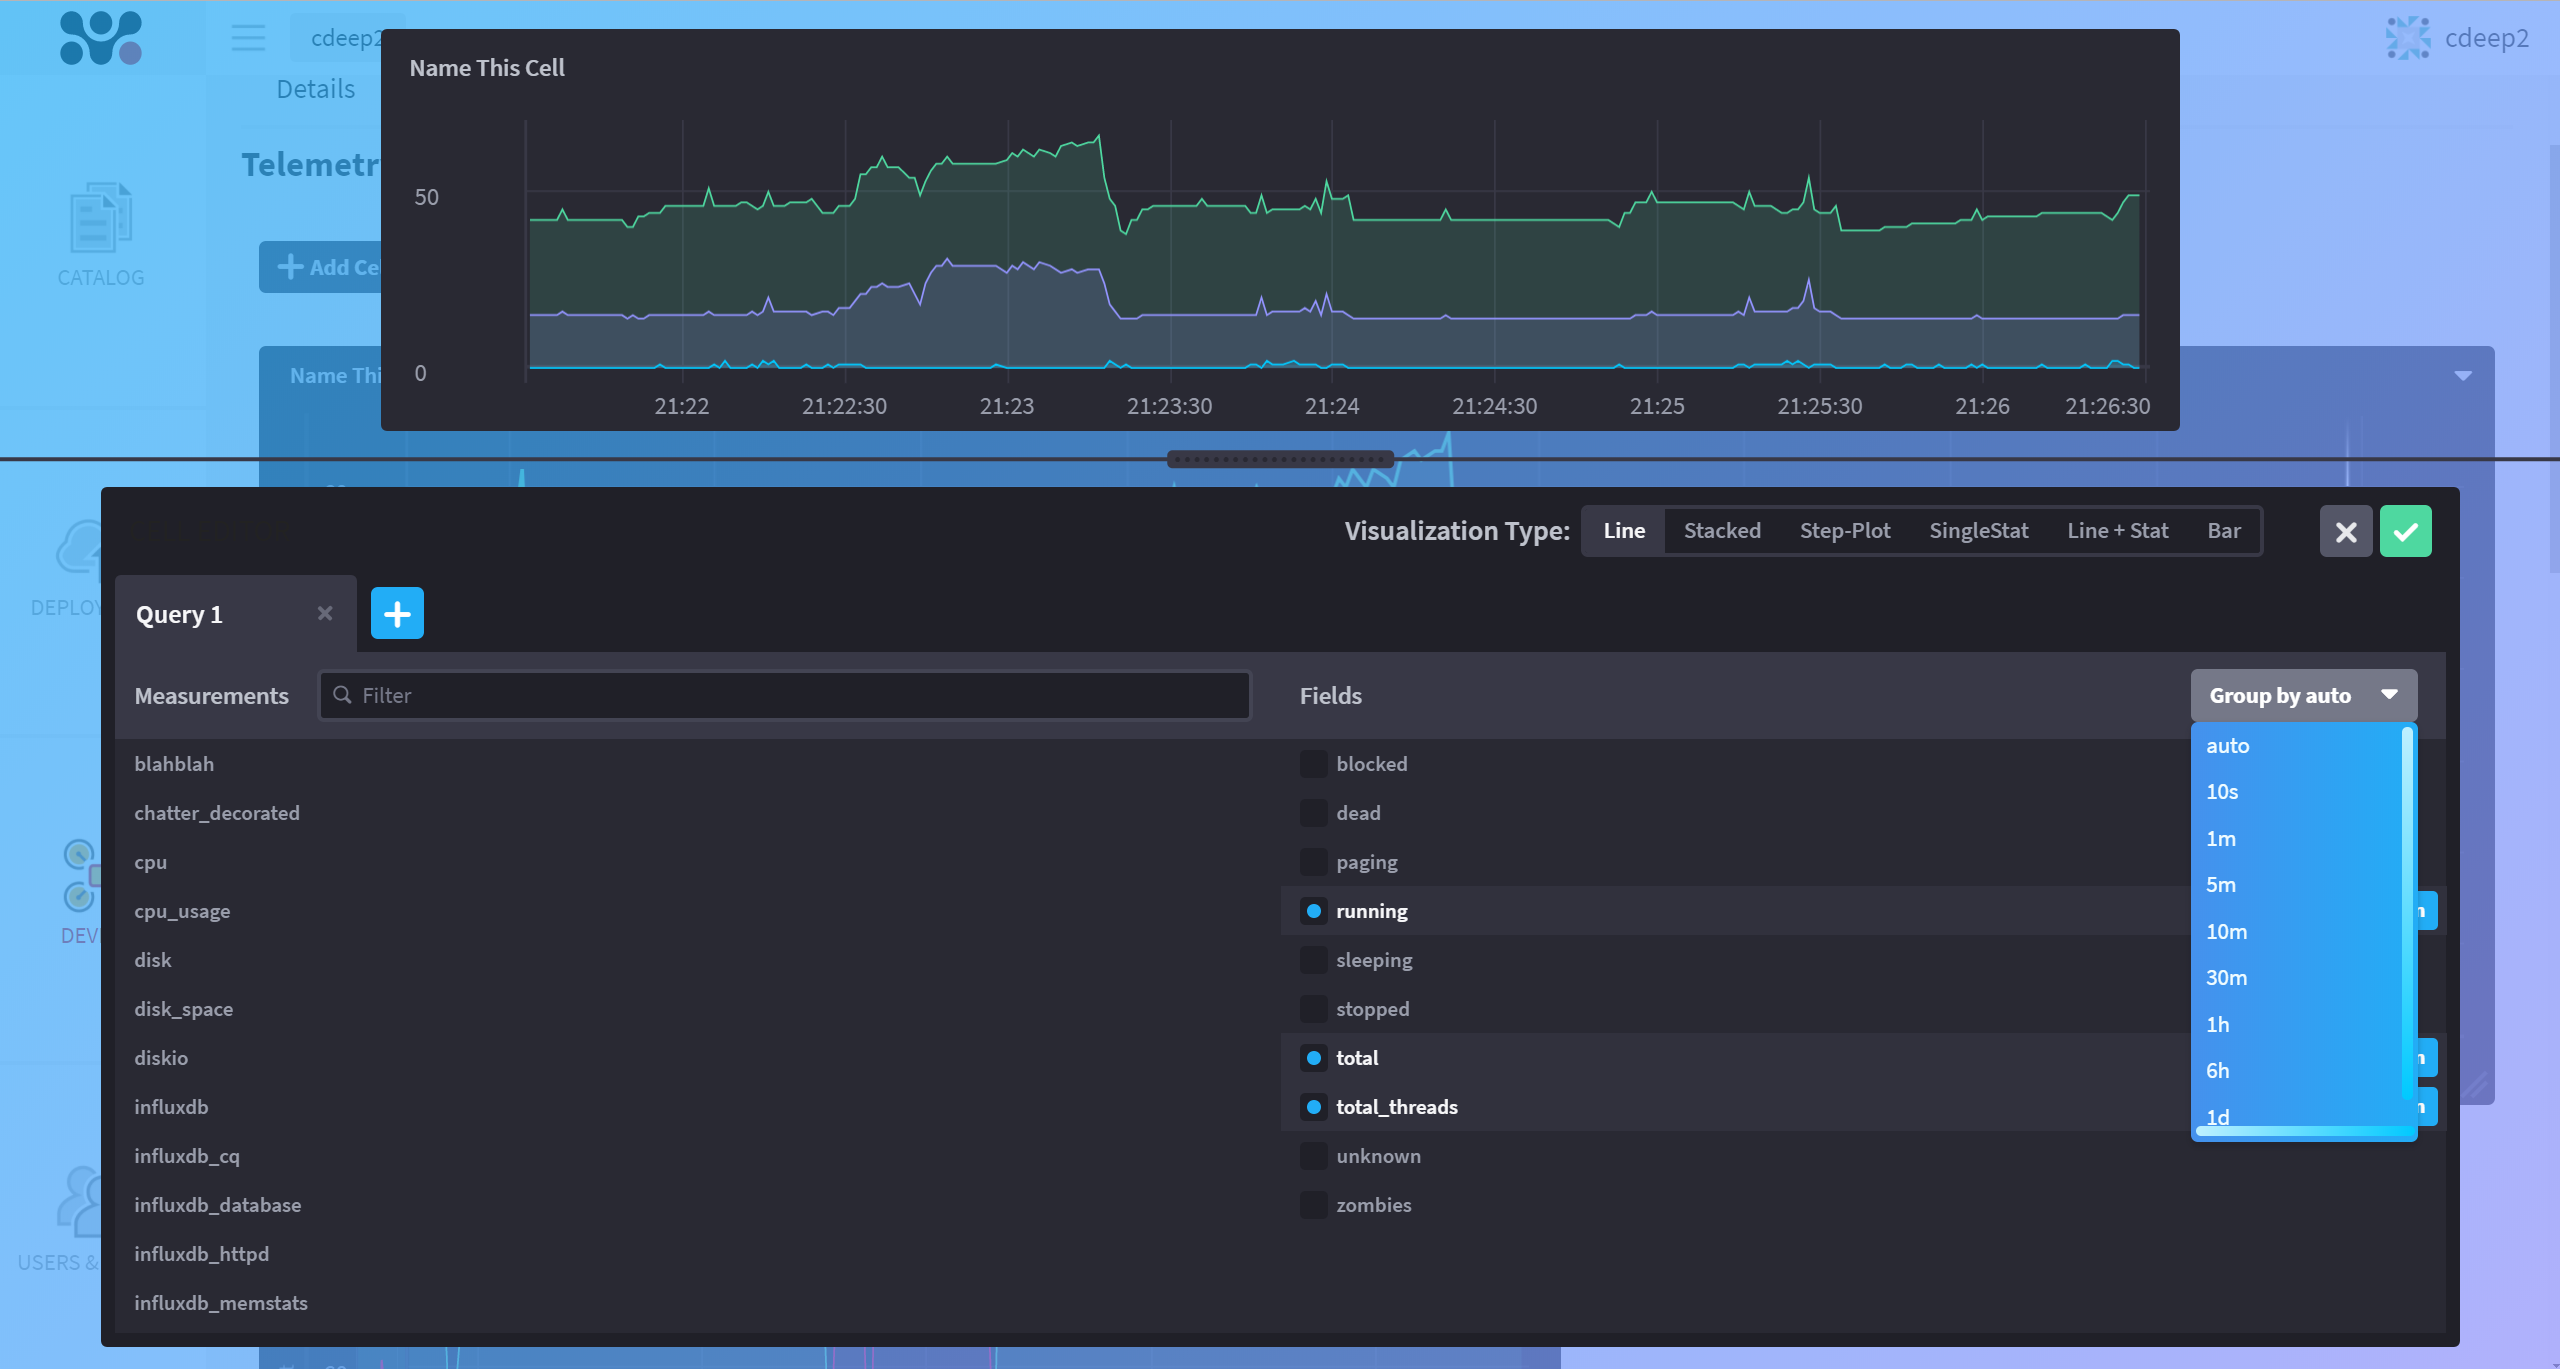 cdeep2
cdeep2
Details
Name This Cell
Telemetr
CATALOG
Add Ce
Name Thi
50
0
21:22
21:22:30
21:23
21:23:30
21:24
21:24:30
21:25
21:25:30
21:26
21:26:30
Visualization Type:
Line
Stacked
Step-Plot
SingleStat
Line + Stat
Bar
DEPLOY
Query 1
Measurements
Filter
Fields
Group by auto
auto
10s
1m
5m
10m
30m
1h
6h
1d
blahblah
chatter_decorated
cpu
cpu_usage
disk
disk_space
diskio
influxdb
influxdb_cq
influxdb_database
influxdb_httpd
influxdb_memstats
blocked
dead
paging
running
sleeping
stopped
total
total_threads
unknown
zombies
DEV
USERS &